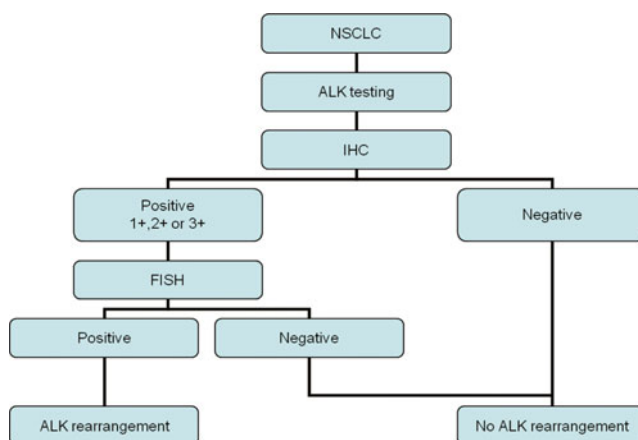 NSCLC
ALK testing
IHC
Positive
1+,2+ or 3+
Negative
FISH
Positive
Negative
ALK rearrangement
No ALK rearrangement